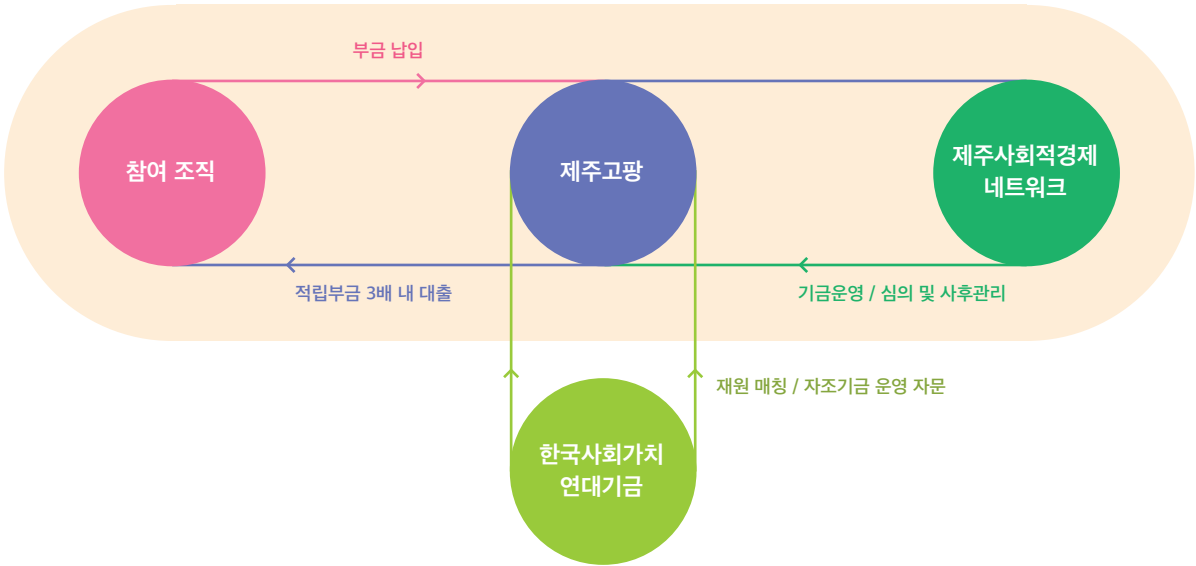 부금 납입
참여 조직
제주고팡
제주사회적경제
네트워크
적립부금 3배 내 대출
기금운영 / 심의 및 사후관리
재원 매칭 / 자조기금 운영 자문
한국사회가치
연대기금